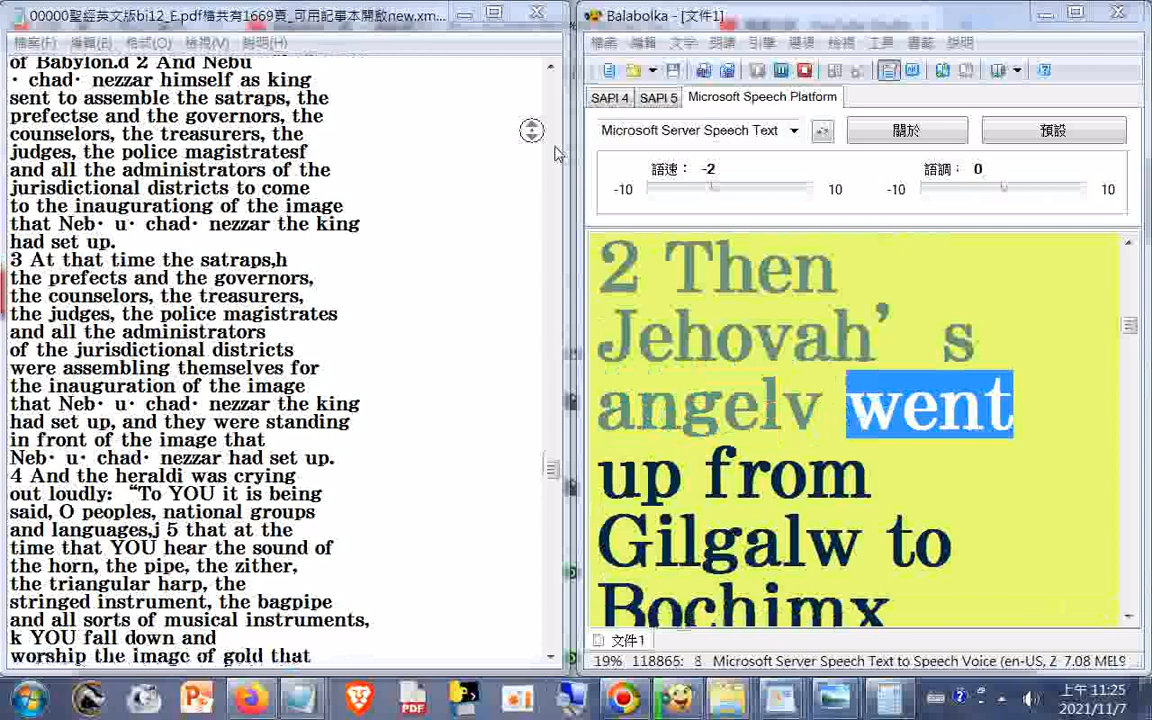 00000聖經英文版bi12_E.pdf檔共有1669頁_可用記事本開啟new.xm...
檔案(F) 編輯(E) 格式(O) 檢視(V) 說明(H)
of Babylon.d 2 And Nebu
· chad· nezzar himself as king
sent to assemble the satraps, the
prefectse and the governors, the
counselors, the treasurers, the
judges, the police magistratesf
and all the administrators of the
jurisdictional districts to come
to the inaugurationg of the image
that Neb· u· chad· nezzar the king
had set up.
3 At that time the satraps,h
the prefects and the governors,
the counselors, the treasurers,
the judges, the police magistrates
and all the administrators
of the jurisdictional districts
were assembling themselves for
the inauguration of the image
that Neb· u· chad· nezzar the king
had set up, and they were standing
in front of the image that
Neb· u· chad· nezzar had set up.
4 And the heraldi was crying
out loudly: “To YOU it is being
said, O peoples, national groups
and languages,j 5 that at the
time that YOU hear the sound of
the horn, the pipe, the zither,
the triangular harp, the
stringed instrument, the bagpipe
and all sorts of musical instruments,
k YOU fall down and
worship the image of gold that
Balabolka - [文件1]
檔案 編輯 文字 朗讀 引擎 選項 檢視 工具 書籤 說明
SAPI 4 SAPI 5 Microsoft Speech Platform
Microsoft Server Speech Text 關於 預設
語速： -2 語調： 0
-10 10 -10 10
2 Then
Jehovah’s
angelv went
up from
Gilgalw to
Bochimx
文件1
19% 118865: 8 Microsoft Server Speech Text to Speech Voice (en-US, Z 7.08 MB
PDF
上午 11:25
2021/11/7